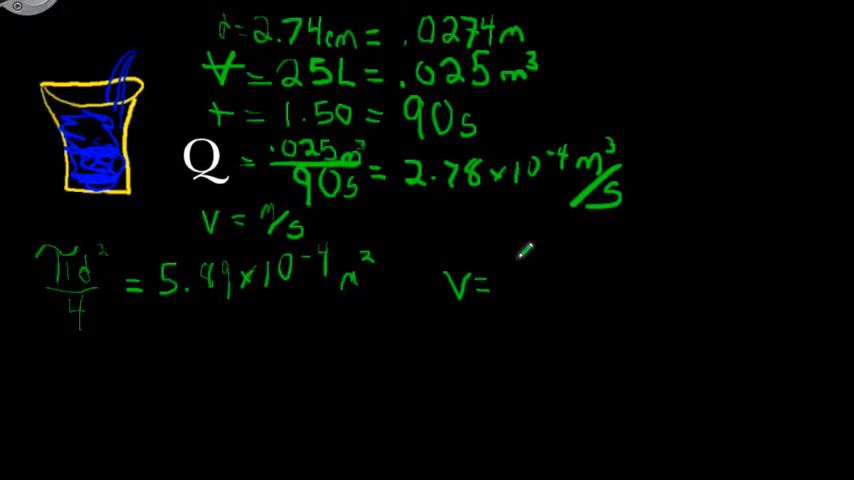 d = 2.74cm = .0274m
V = 25L = .025 m³
t = 1.50 = 90s
Q = .025m³/90s = 2.78 × 10⁻⁴ m³/s
v = m/s
πd²/4 = 5.89 × 10⁻⁴ m²
v =